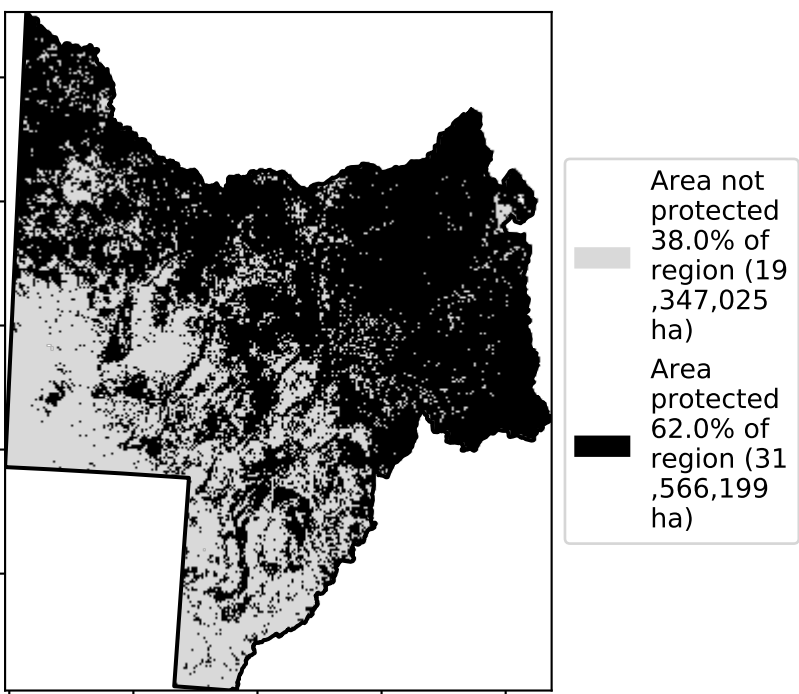 Area not
protected
38.0% of
region (19
,347,025
ha)
Area
protected
62.0% of
region (31
,566,199
ha)